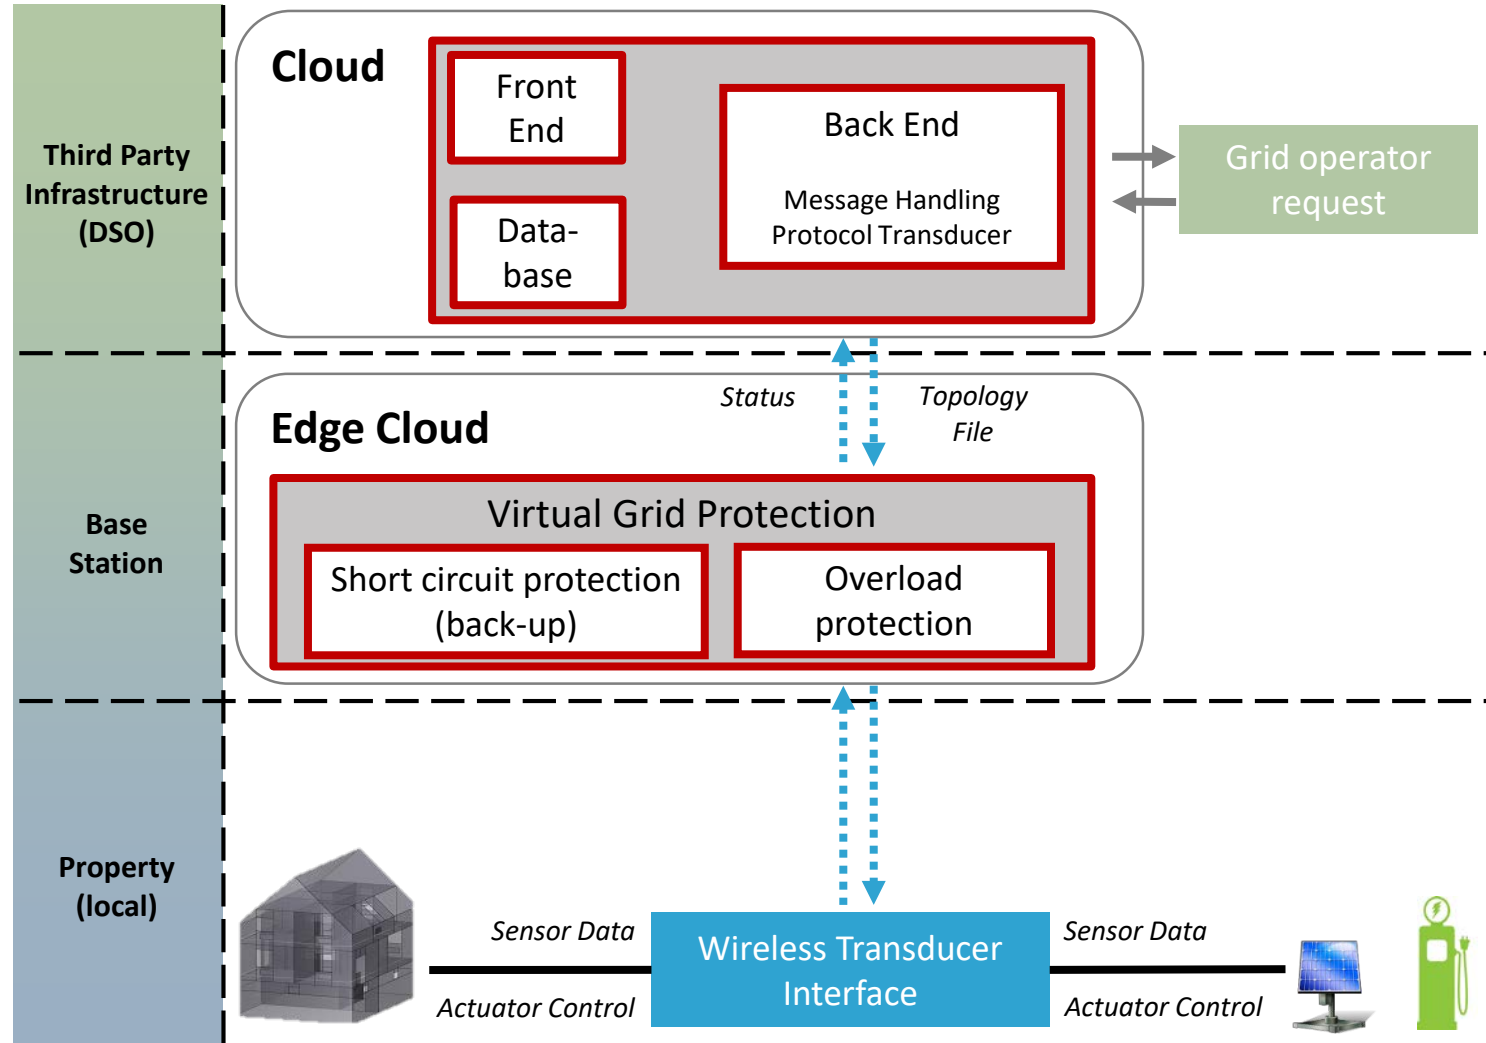 Third Party
Infrastructure
(DSO)
Cloud
Front
End
Data-
base
Back End
Message Handling
Protocol Transducer
Grid operator
request
Status
Topology
File
Base
Station
Edge Cloud
Virtual Grid Protection
Short circuit protection
(back-up)
Overload
protection
Property
(local)
Sensor Data
Actuator Control
Wireless Transducer
Interface
Sensor Data
Actuator Control